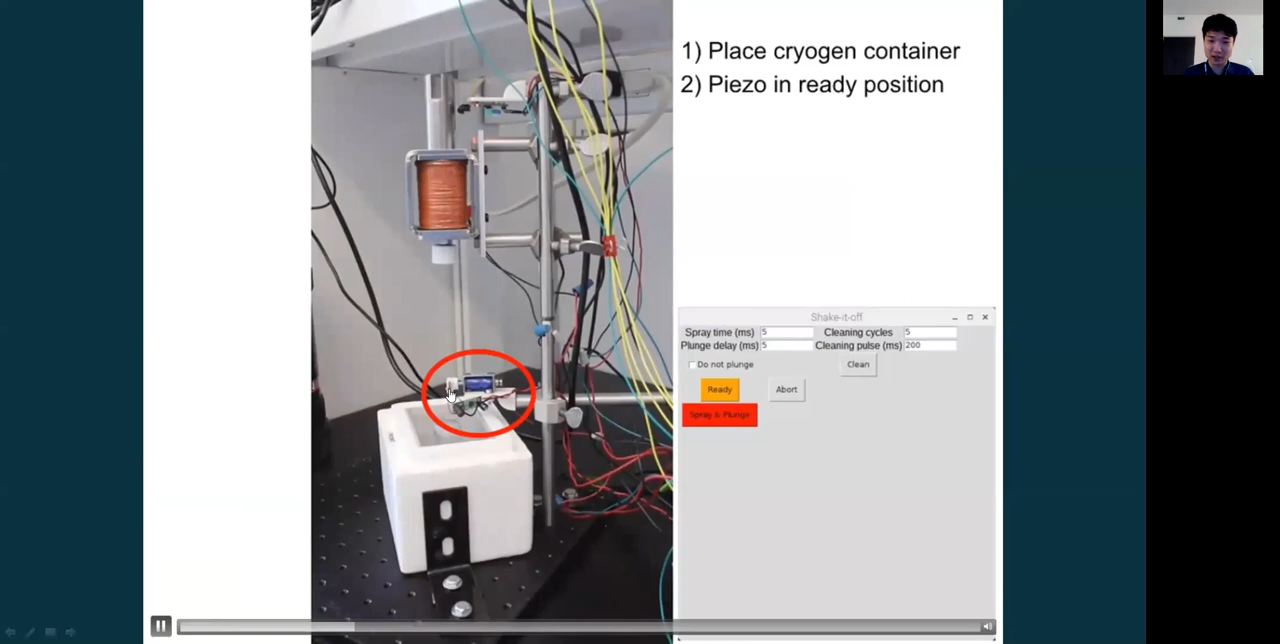 1) Place cryogen container
2) Piezo in ready position
Shake-it-off
Spray time (ms) 5 Cleaning cycles 5
Plunge delay (ms) 5 Cleaning pulse (ms) 200
Do not plunge Clean
Ready Abort
Spray & Plunge